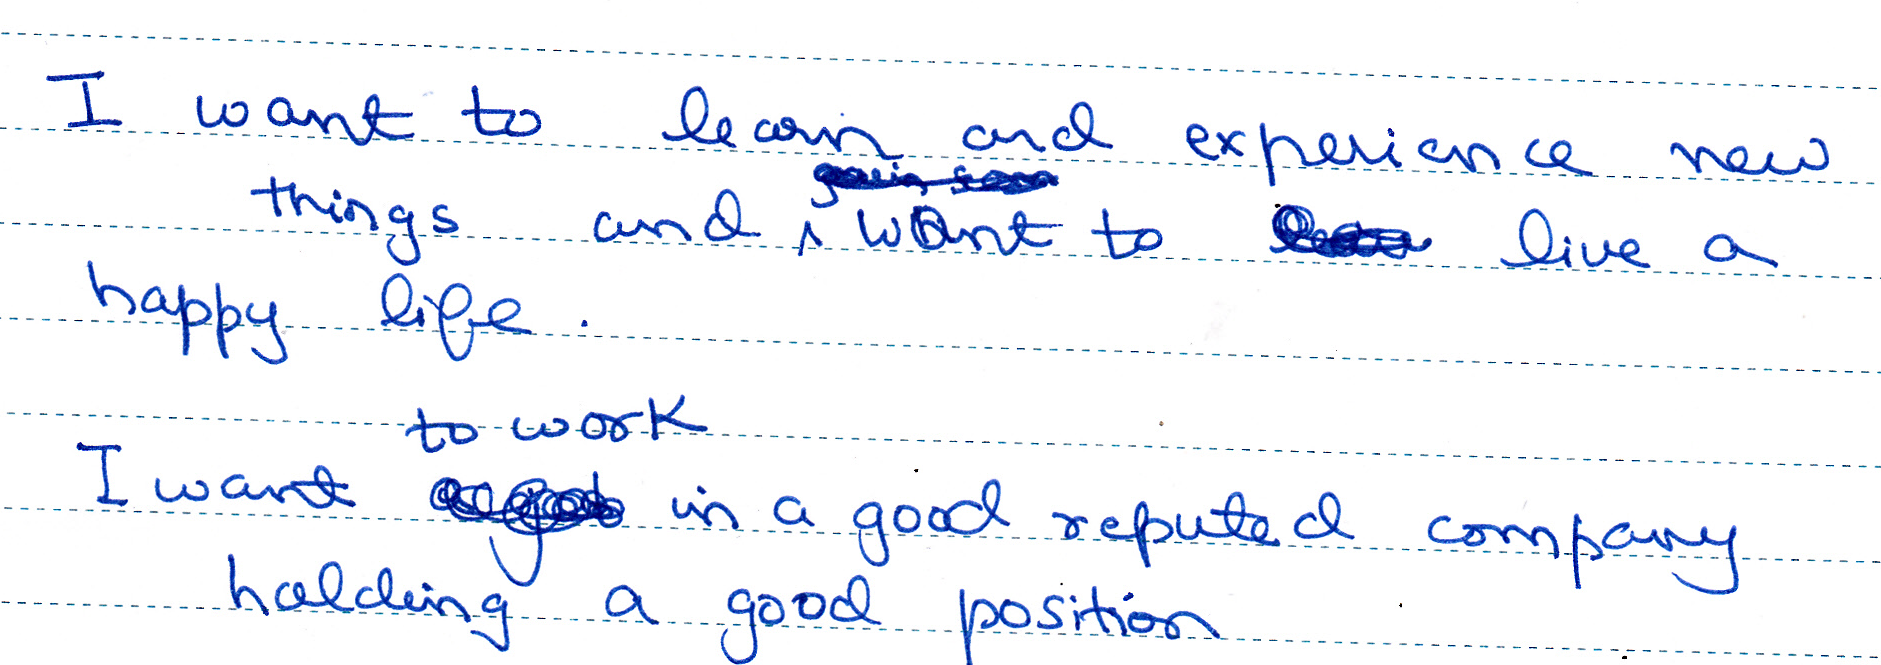 I want to learn and experience new
things and want to live a
happy life.
to work
I want in a good reputed company
holding a good position